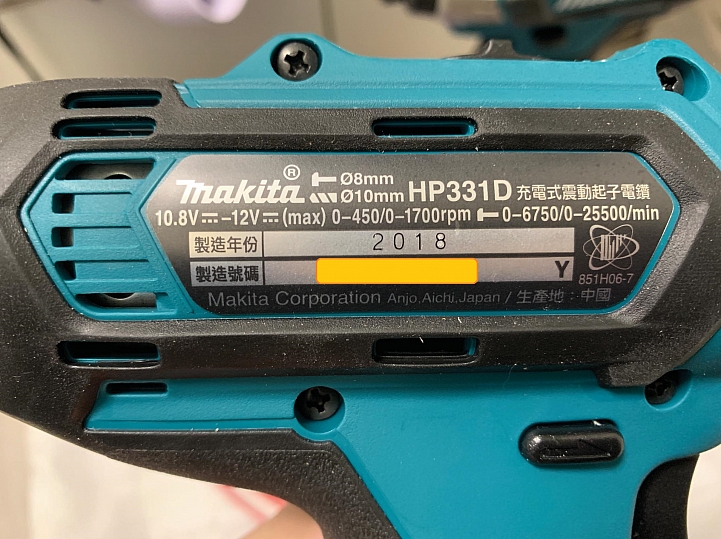 makita® Ø8mm
Ø10mm HP331D 充電式震動起子電鑽
10.8V⎓ -12V⎓ (max) 0-450/0-1700rpm 0-6750/0-25500/min
製造年份 2018
製造號碼 Y
851H06-7
Makita Corporation Anjo,Aichi,Japan / 生產地：中國